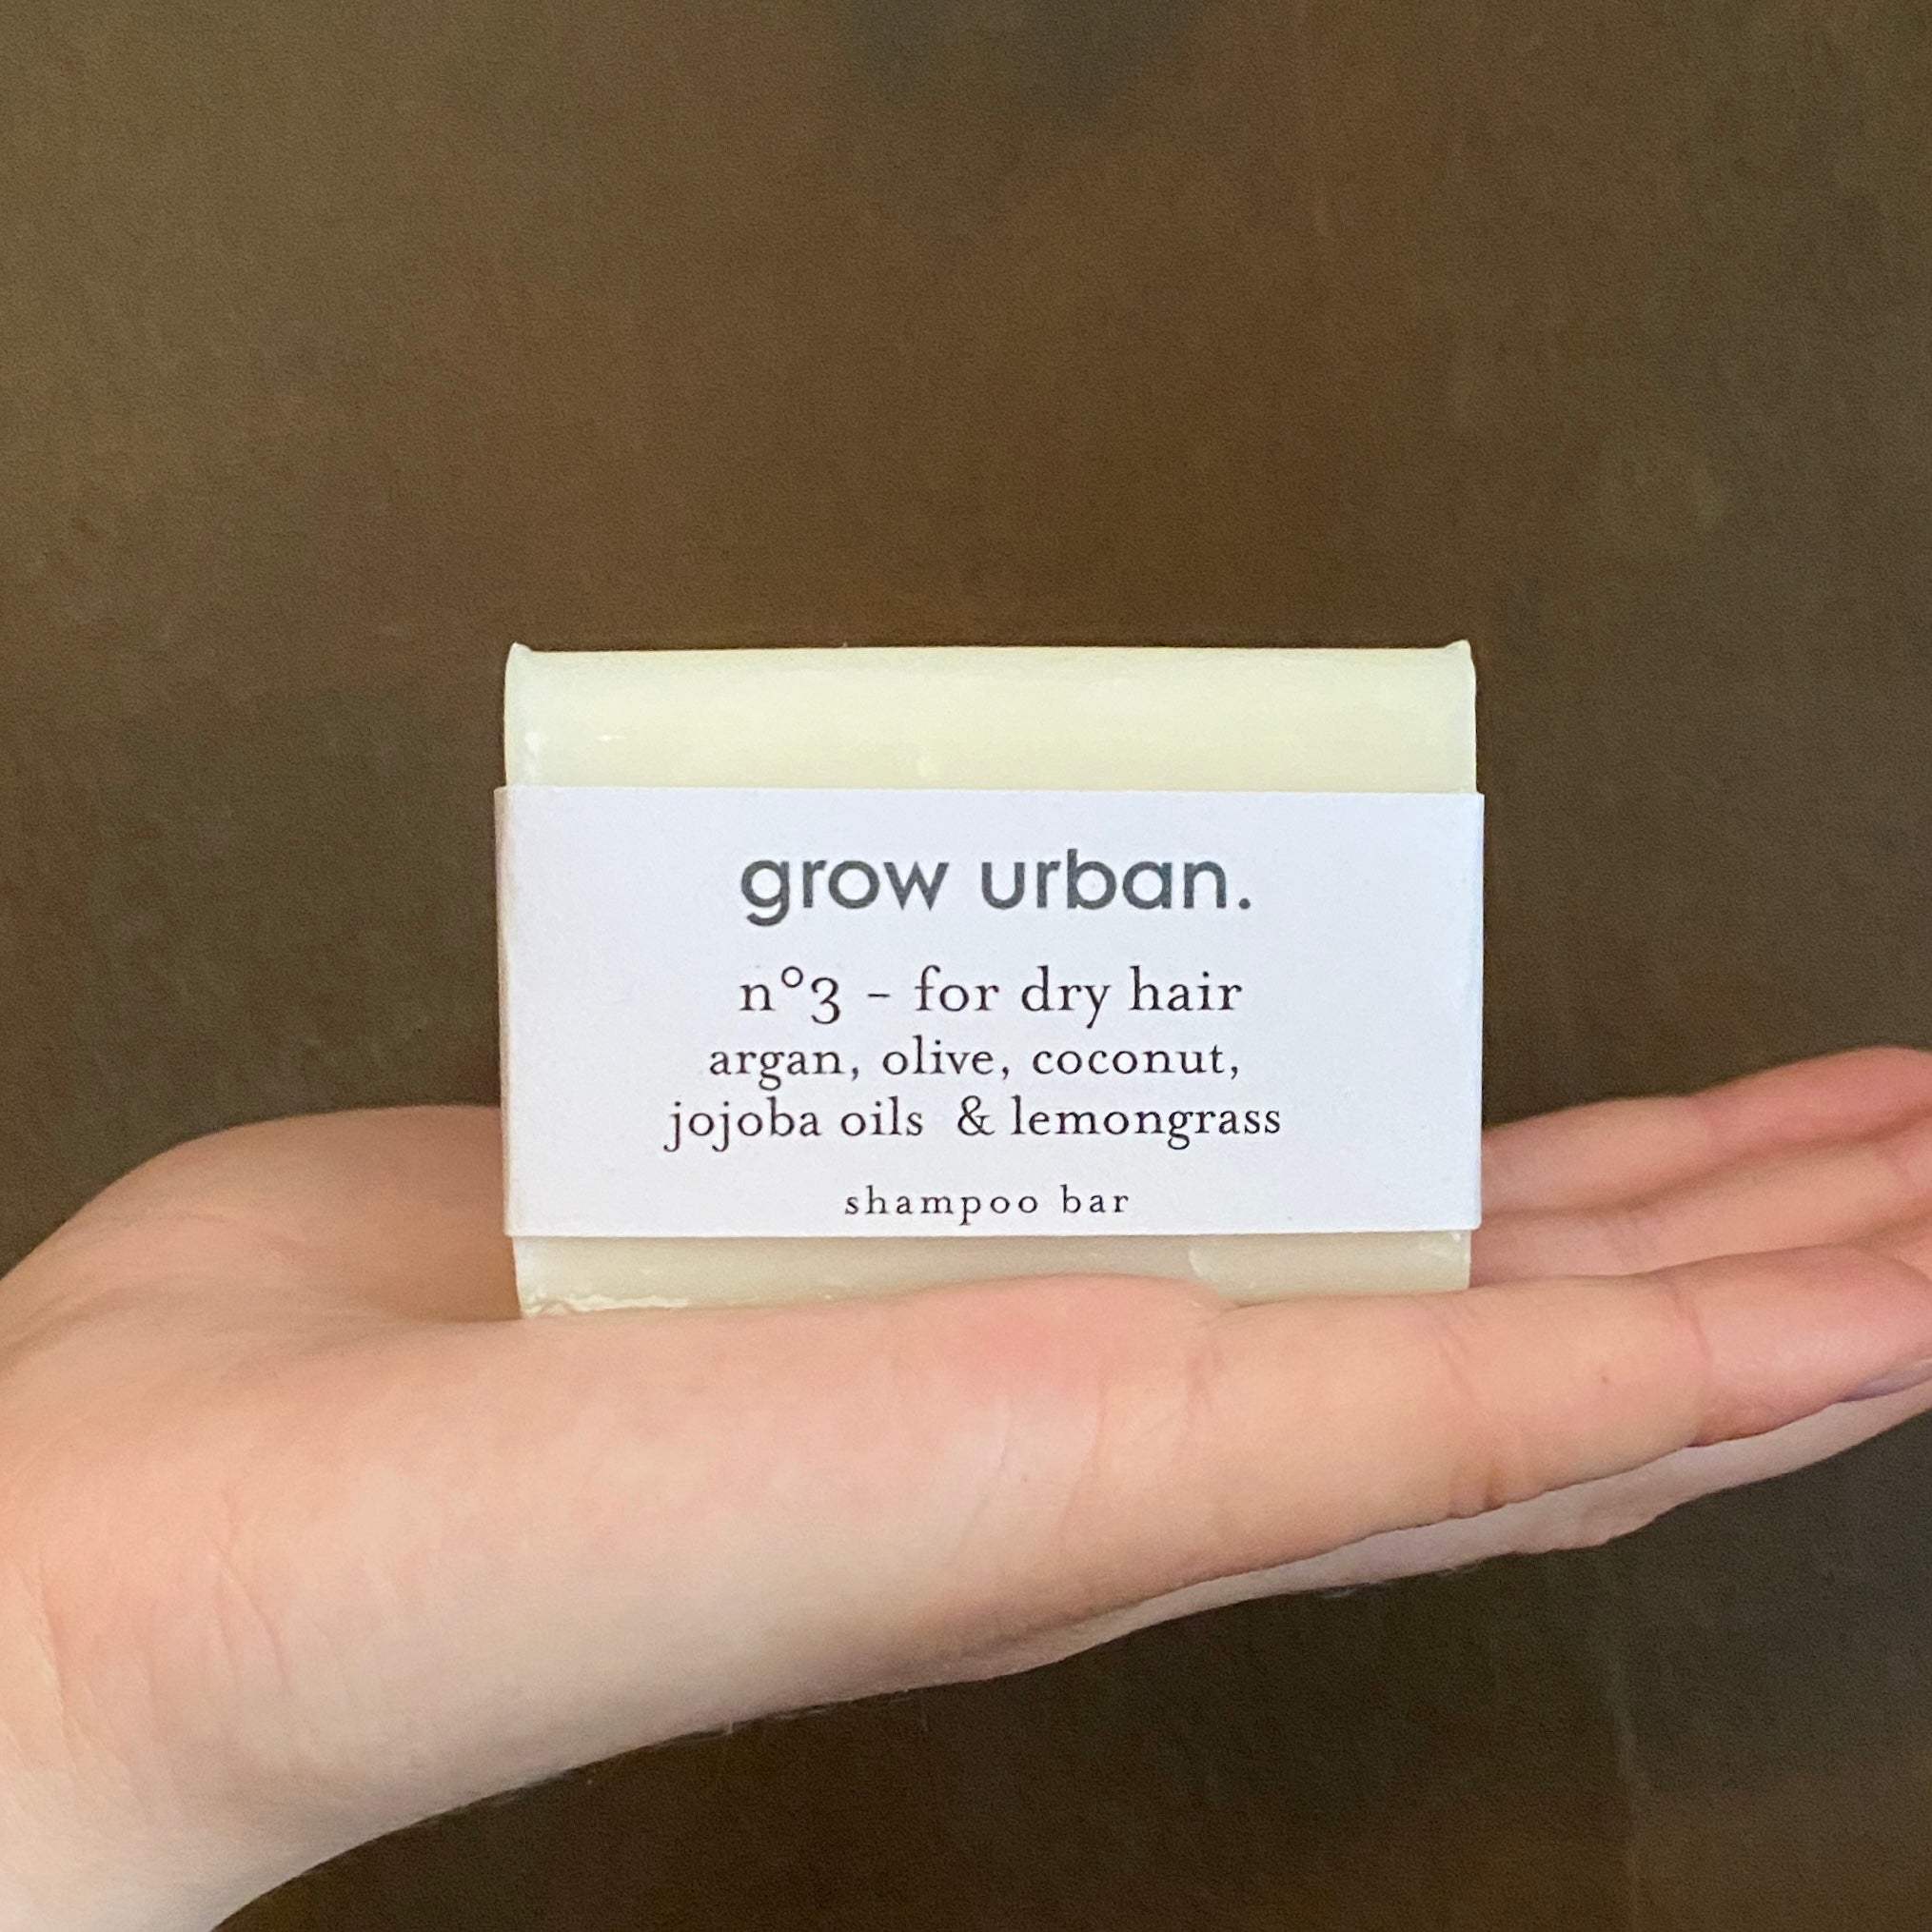 grow urban.
n°3 - for dry hair
argan, olive, coconut,
jojoba oils & lemongrass
shampoo bar